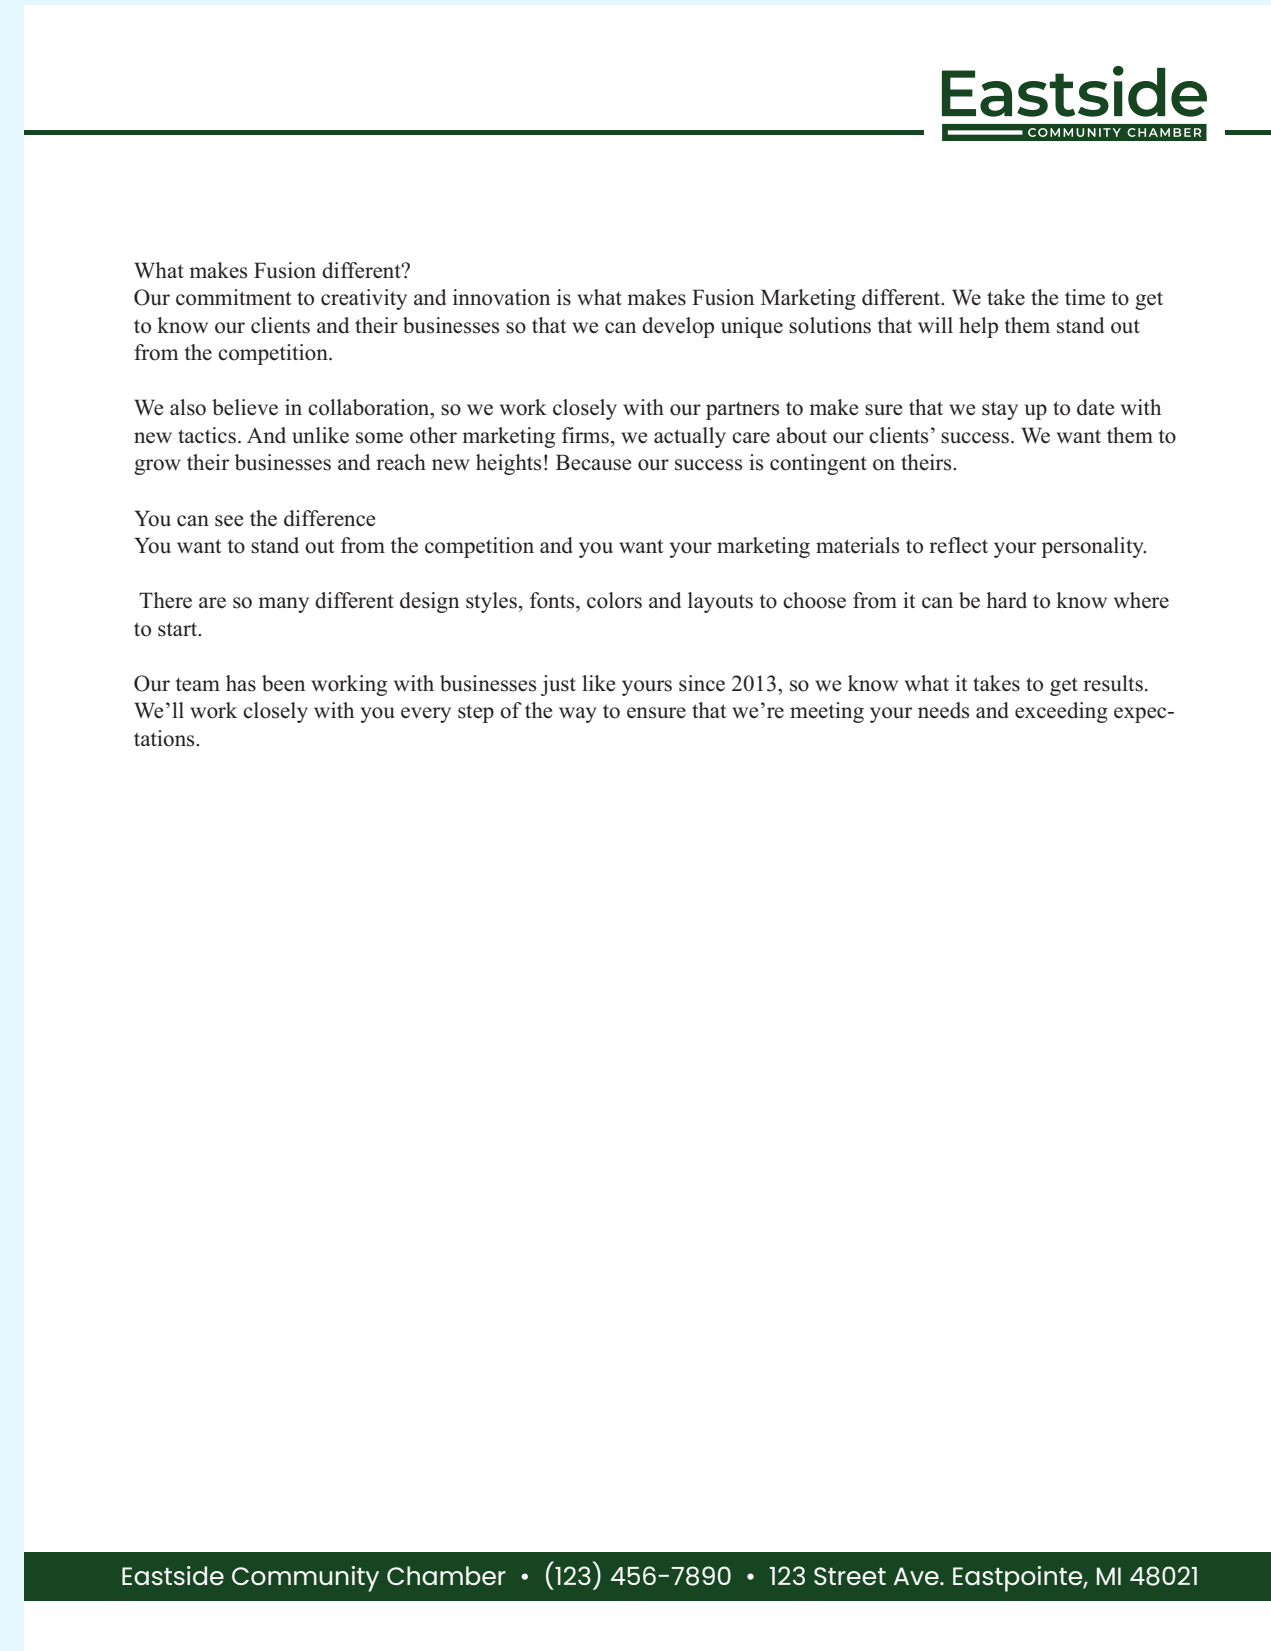 Eastside
COMMUNITY CHAMBER
What makes Fusion different?
Our commitment to creativity and innovation is what makes Fusion Marketing different. We take the time to get
to know our clients and their businesses so that we can develop unique solutions that will help them stand out
from the competition.
We also believe in collaboration, so we work closely with our partners to make sure that we stay up to date with
new tactics. And unlike some other marketing firms, we actually care about our clients’ success. We want them to
grow their businesses and reach new heights! Because our success is contingent on theirs.
You can see the difference
You want to stand out from the competition and you want your marketing materials to reflect your personality.
There are so many different design styles, fonts, colors and layouts to choose from it can be hard to know where
to start.
Our team has been working with businesses just like yours since 2013, so we know what it takes to get results.
We’ll work closely with you every step of the way to ensure that we’re meeting your needs and exceeding expec-
tations.
Eastside Community Chamber • (123) 456-7890 • 123 Street Ave. Eastpointe, MI 48021